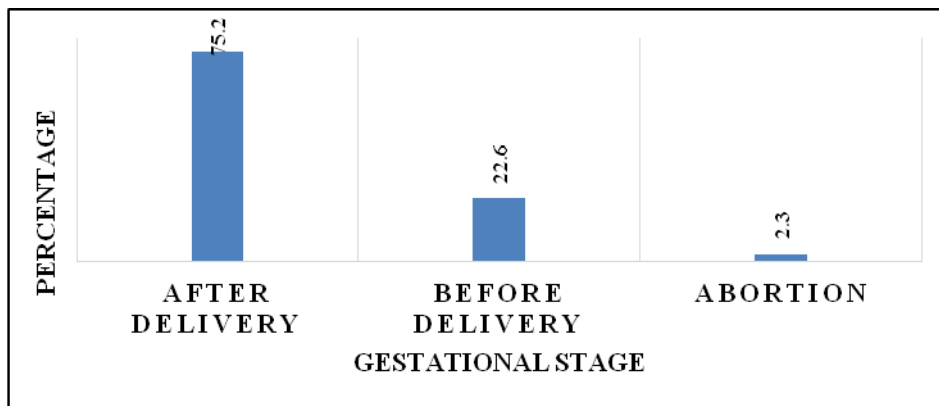 PERCENTAGE
75.2
22.6
2.3
AFTER
DELIVERY
BEFORE
DELIVERY
ABORTION
GESTATIONAL STAGE